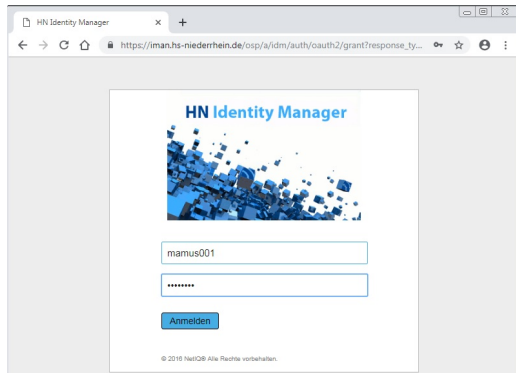 HN Identity Manager
https://iman.hs-niederrhein.de/osp/a/idm/auth/oauth2/grant?response_ty...
HN Identity Manager
mamus001
••••••••
Anmelden
© 2016 NetIQ® Alle Rechte vorbehalten.